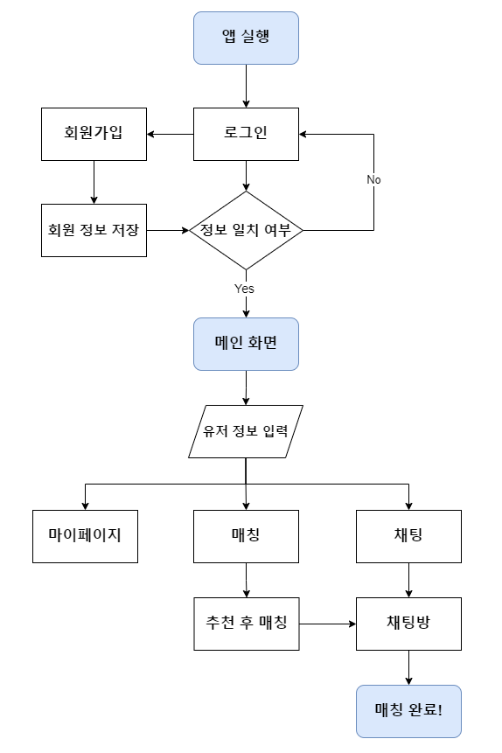 앱 실행
회원가입
로그인
No
회원 정보 저장
정보 일치 여부
Yes
메인 화면
유저 정보 입력
마이페이지
매칭
채팅
추천 후 매칭
채팅방
매칭 완료!